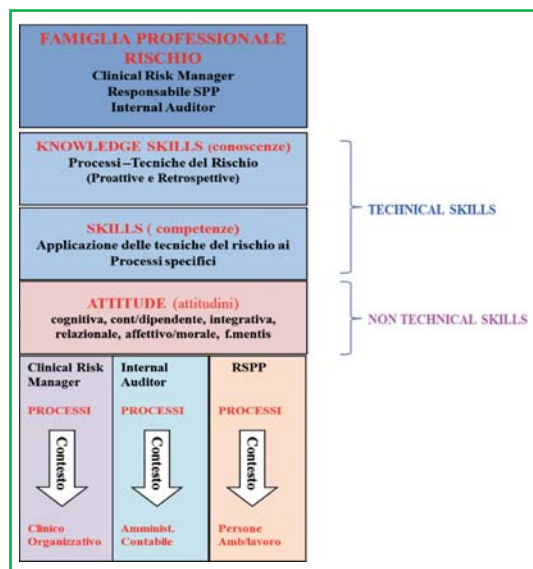 FAMIGLIA PROFESSIONALE
RISCHIO
Clinical Risk Manager
Responsabile SPP
Internal Auditor
KNOWLEDGE SKILLS (conoscenze)
Processi –Tecniche del Rischio
(Proattive e Retrospettive)
SKILLS ( competenze)
Applicazione delle tecniche del rischio ai
Processi specifici
TECHNICAL SKILLS
ATTITUDE (attitudini)
cognitiva, cont/dipendente, integrativa,
relazionale, affettivo/morale, f.mentis
NON TECHNICAL SKILLS
Clinical Risk
Manager
PROCESSI
Contesto
Clinico
Organizzativo
Internal
Auditor
PROCESSI
Contesto
Amminist.
Contabile
RSPP
PROCESSI
Contesto
Persone
Amb/lavoro